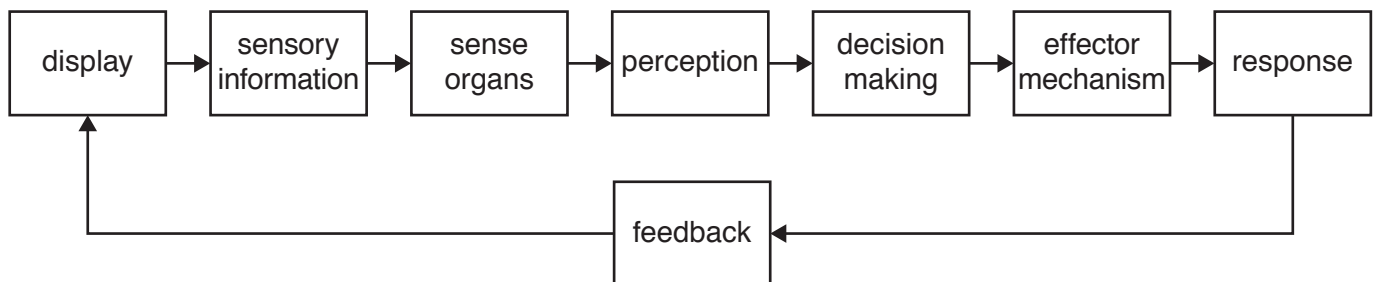 display
sensory
information
sense
organs
perception
decision
making
effector
mechanism
response
feedback